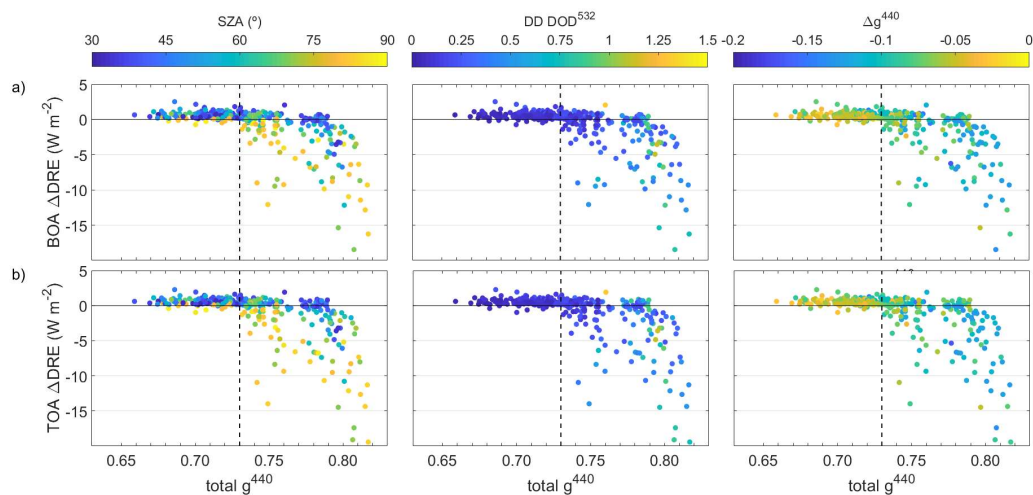 SZA (º) DD DOD532 Δg440
30 45 60 75 90 0 0.25 0.5 0.75 1 1.25 1.5 -0.2 -0.15 -0.1 -0.05 0
a)
BOA ΔDRE (W m-2)
5
0
-5
-10
-15
b)
TOA ΔDRE (W m-2)
5
0
-5
-10
-15
0.65 0.70 0.75 0.80 0.65 0.70 0.75 0.80 0.65 0.70 0.75 0.80
total g440 total g440 total g440